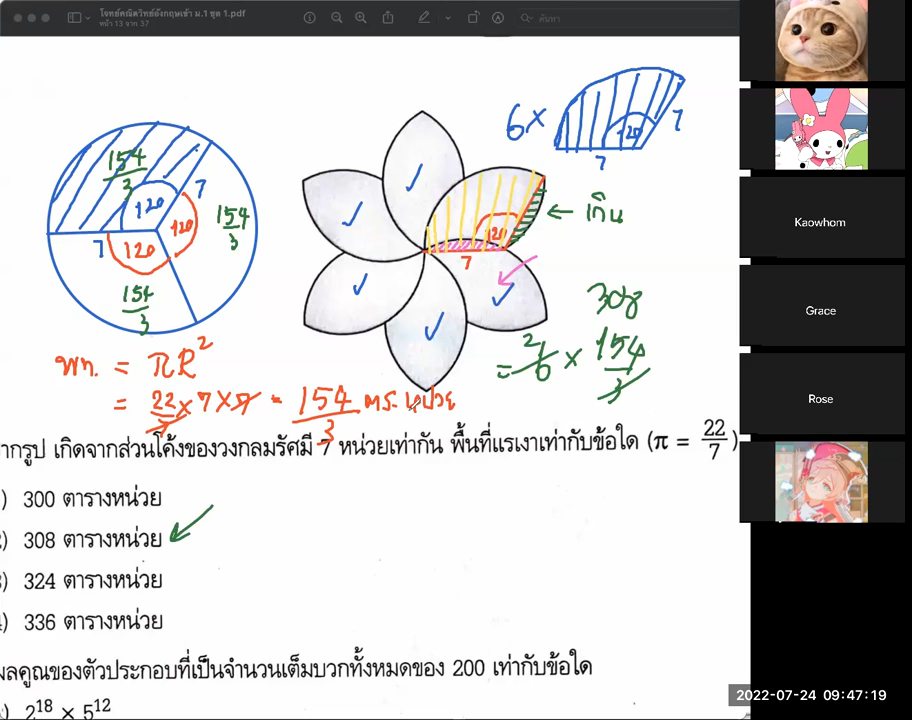 โจทย์คณิตวิทย์อังกฤษเข้า ม.1 ชุด 1.pdf
หน้า 13 จาก 37
ค้นหา
154
3
120
7
7
120
120
154
3
154
3
6 ×
120
7
7
120
7
← เกิน
308
= 2 6 × 154
3
พท. = πR²
= 22 × 7 × 7 = 154 ตร.หน่วย
7
3
ากรูป เกิดจากส่วนโค้งของวงกลมรัศมี 7 หน่วยเท่ากัน พื้นที่แรเงาเท่ากับข้อใด (π = 22/7)
) 300 ตารางหน่วย
) 308 ตารางหน่วย
) 324 ตารางหน่วย
) 336 ตารางหน่วย
ผลคูณของตัวประกอบที่เป็นจำนวนเต็มบวกทั้งหมดของ 200 เท่ากับข้อใด
) 2¹⁸ × 5¹²
Kaowhom
Grace
Rose
2022-07-24 09:47:19